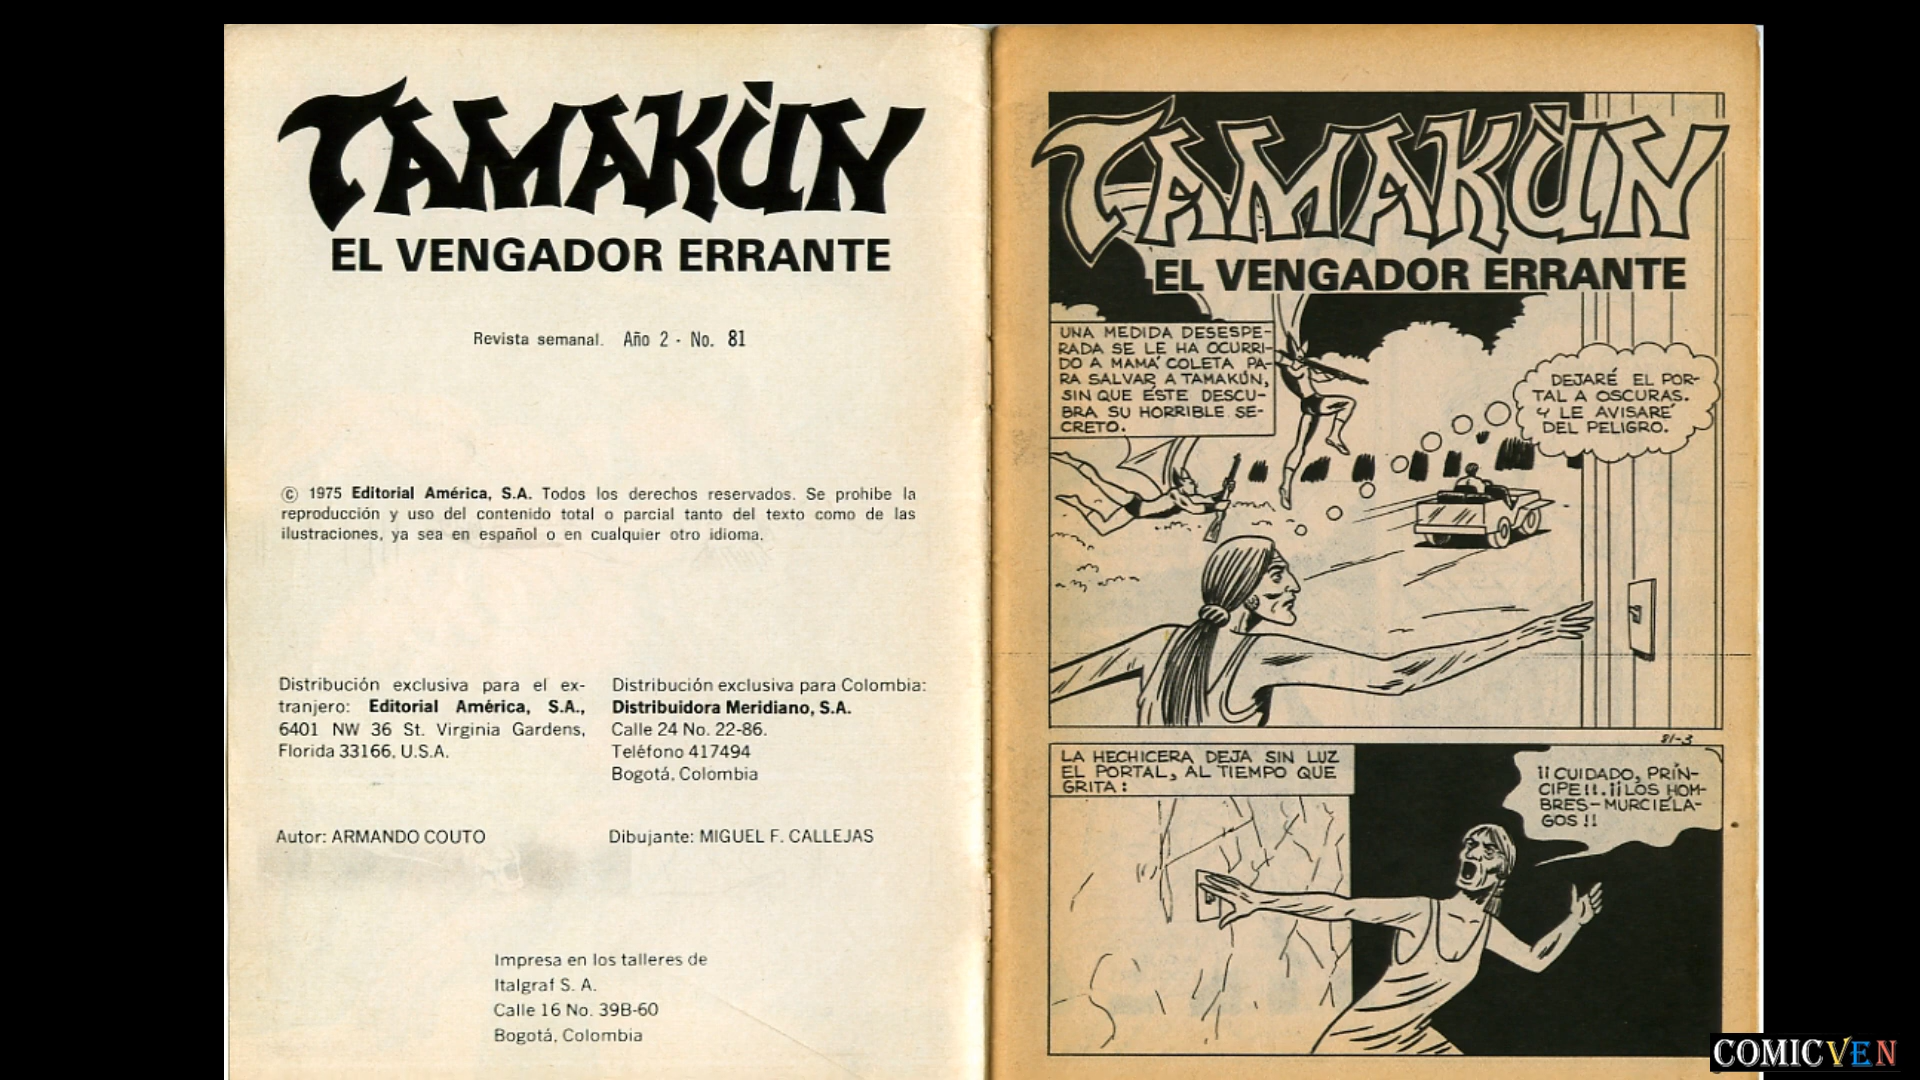 TAMAKÙN
EL VENGADOR ERRANTE
Revista semanal. Año 2 - No. 81
© 1975 Editorial América, S.A. Todos los derechos reservados. Se prohibe la
reproducción y uso del contenido total o parcial tanto del texto como de las
ilustraciones, ya sea en español o en cualquier otro idioma.
Distribución exclusiva para el ex-
tranjero: Editorial América, S.A.,
6401 NW 36 St. Virginia Gardens,
Florida 33166, U.S.A.
Distribución exclusiva para Colombia:
Distribuidora Meridiano, S.A.
Calle 24 No. 22-86.
Teléfono 417494
Bogotá, Colombia
Autor: ARMANDO COUTO
Dibujante: MIGUEL F. CALLEJAS
Impresa en los talleres de
Italgraf S. A.
Calle 16 No. 39B-60
Bogotá, Colombia
TAMAKÙN
EL VENGADOR ERRANTE
UNA MEDIDA DESESPE-
RADA SE LE HA OCURRI-
DO A MAMÁ COLETA PA-
RA SALVAR A TAMAKÚN,
SIN QUE ÉSTE DESCU-
BRA SU HORRIBLE SE-
CRETO.
DEJARÉ EL POR-
TAL A OSCURAS.
Y LE AVISARÉ
DEL PELIGRO.
81-3
LA HECHICERA DEJA SIN LUZ
EL PORTAL, AL TIEMPO QUE
GRITA:
¡¡CUIDADO, PRÍN-
CIPE!!.¡¡LOS HOM-
BRES-MURCIÉLA-
GOS!!
COMICVEN